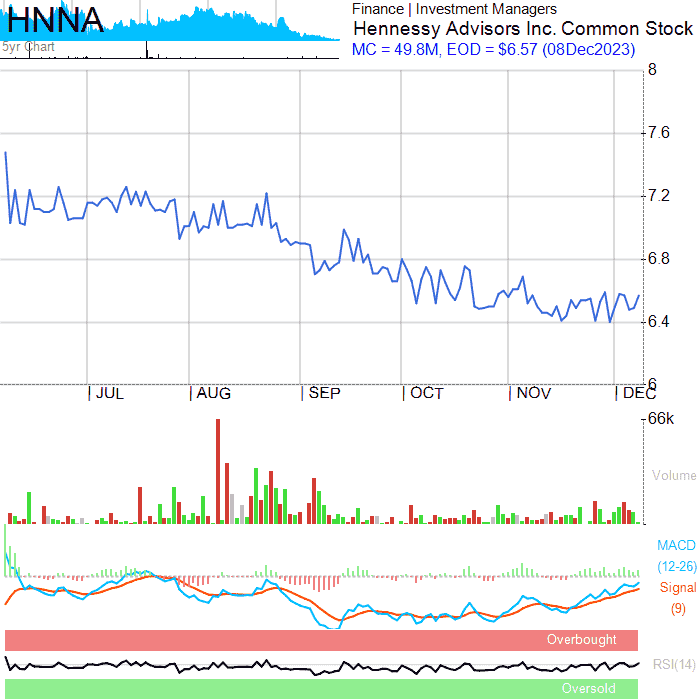 HNNA
5yr Chart
Finance | Investment Managers
Hennessy Advisors Inc. Common Stock
MC = 49.8M, EOD = $6.57 (08Dec2023)
8
7.6
7.2
6.8
6.4
6
JUL AUG SEP OCT NOV DEC
66k
Volume
MACD
(12-26)
Signal
(9)
Overbought
RSI(14)
Oversold